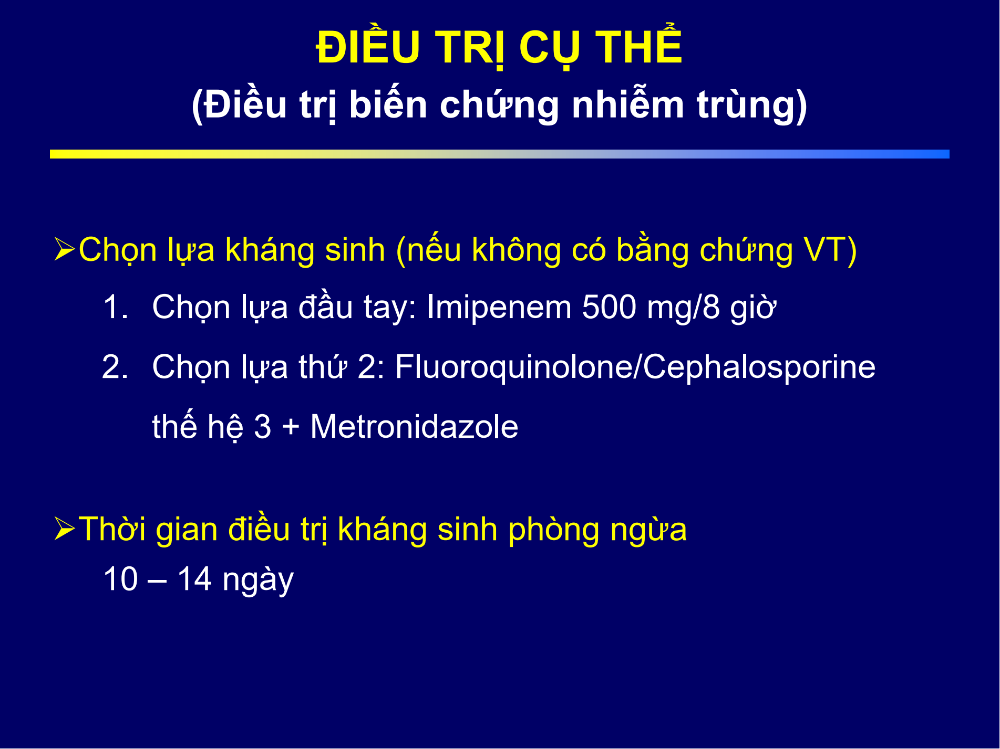 ĐIỀU TRỊ CỤ THỂ
(Điều trị biến chứng nhiễm trùng)
➢Chọn lựa kháng sinh (nếu không có bằng chứng VT)
1. Chọn lựa đầu tay: Imipenem 500 mg/8 giờ
2. Chọn lựa thứ 2: Fluoroquinolone/Cephalosporine
thế hệ 3 + Metronidazole
➢Thời gian điều trị kháng sinh phòng ngừa
10 – 14 ngày